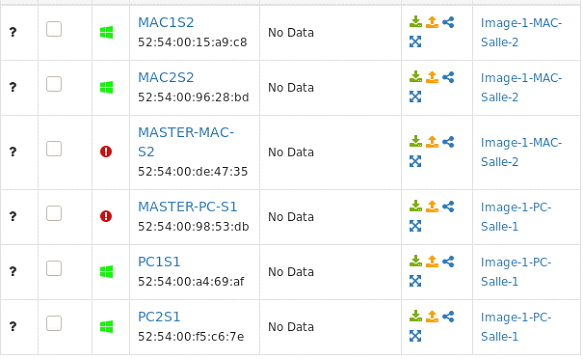 ? MAC1S2 No Data Image-1-MAC-
52:54:00:15:a9:c8 Salle-2
? MAC2S2 No Data Image-1-MAC-
52:54:00:96:28:bd Salle-2
? MASTER-MAC- No Data Image-1-MAC-
S2 Salle-2
52:54:00:de:47:35
? MASTER-PC-S1 No Data Image-1-PC-
52:54:00:98:53:db Salle-1
? PC1S1 No Data Image-1-PC-
52:54:00:a4:69:af Salle-1
? PC2S1 No Data Image-1-PC-
52:54:00:f5:c6:7e Salle-1